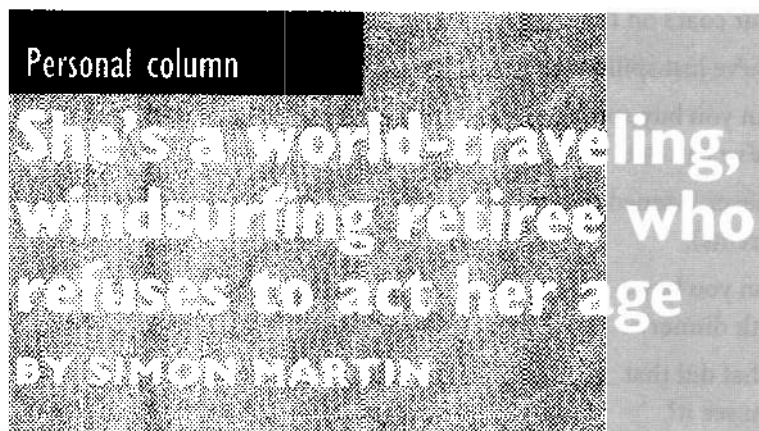 Personal column
She's a world-traveling,
windsurfing retiree who
refuses to act her age
BY SIMON MARTIN